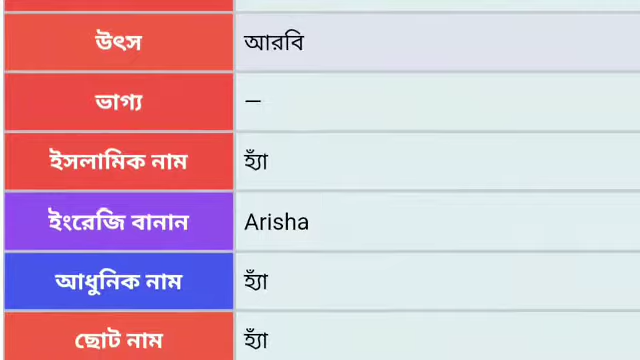 উৎস আরবি
ভাগ্য —
ইসলামিক নাম হ্যাঁ
ইংরেজি বানান Arisha
আধুনিক নাম হ্যাঁ
ছোট নাম হ্যাঁ